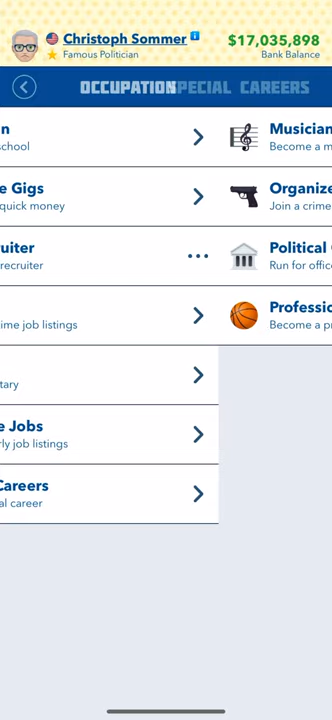 Christoph Sommer
$17,035,898
Famous Politician
Bank Balance
OCCUPATION
SPECIAL CAREERS
n
school
Musician
Become a m
e Gigs
quick money
Organize
Join a crime
uiter
recruiter
Political
Run for offic
ime job listings
Professio
Become a pr
tary
e Jobs
rly job listings
Careers
al career